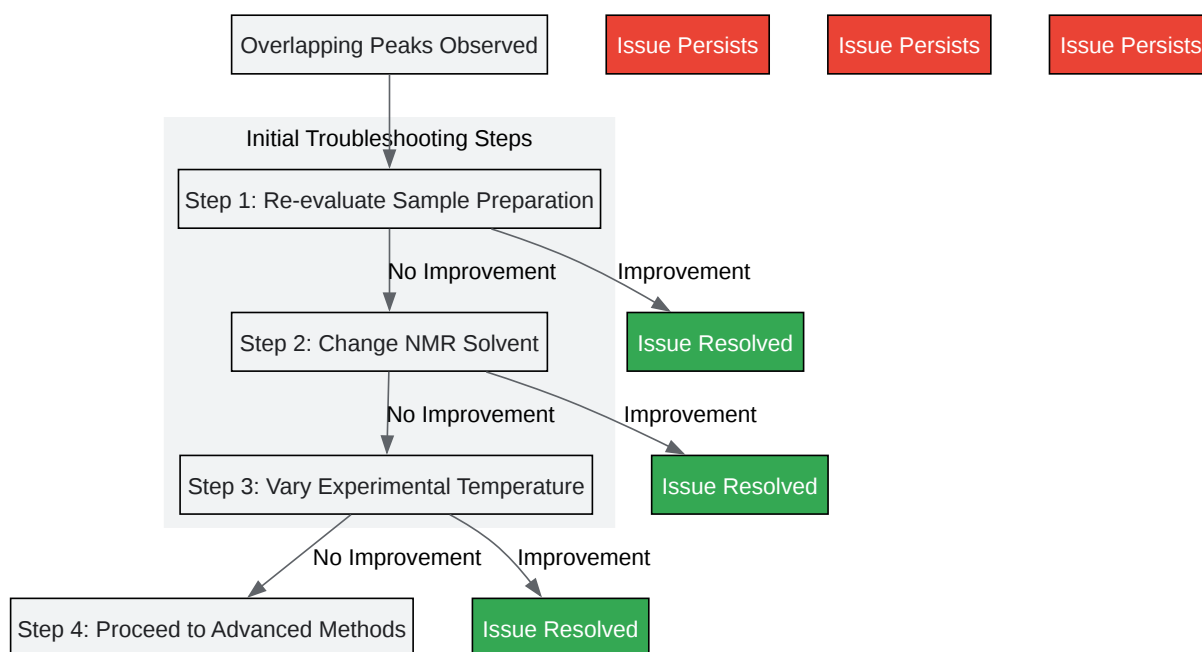 Overlapping Peaks Observed
Issue Persists
Issue Persists
Issue Persists
Initial Troubleshooting Steps
Step 1: Re-evaluate Sample Preparation
No Improvement
Improvement
Step 2: Change NMR Solvent
Issue Resolved
No Improvement
Improvement
Step 3: Vary Experimental Temperature
Issue Resolved
No Improvement
Improvement
Step 4: Proceed to Advanced Methods
Issue Resolved